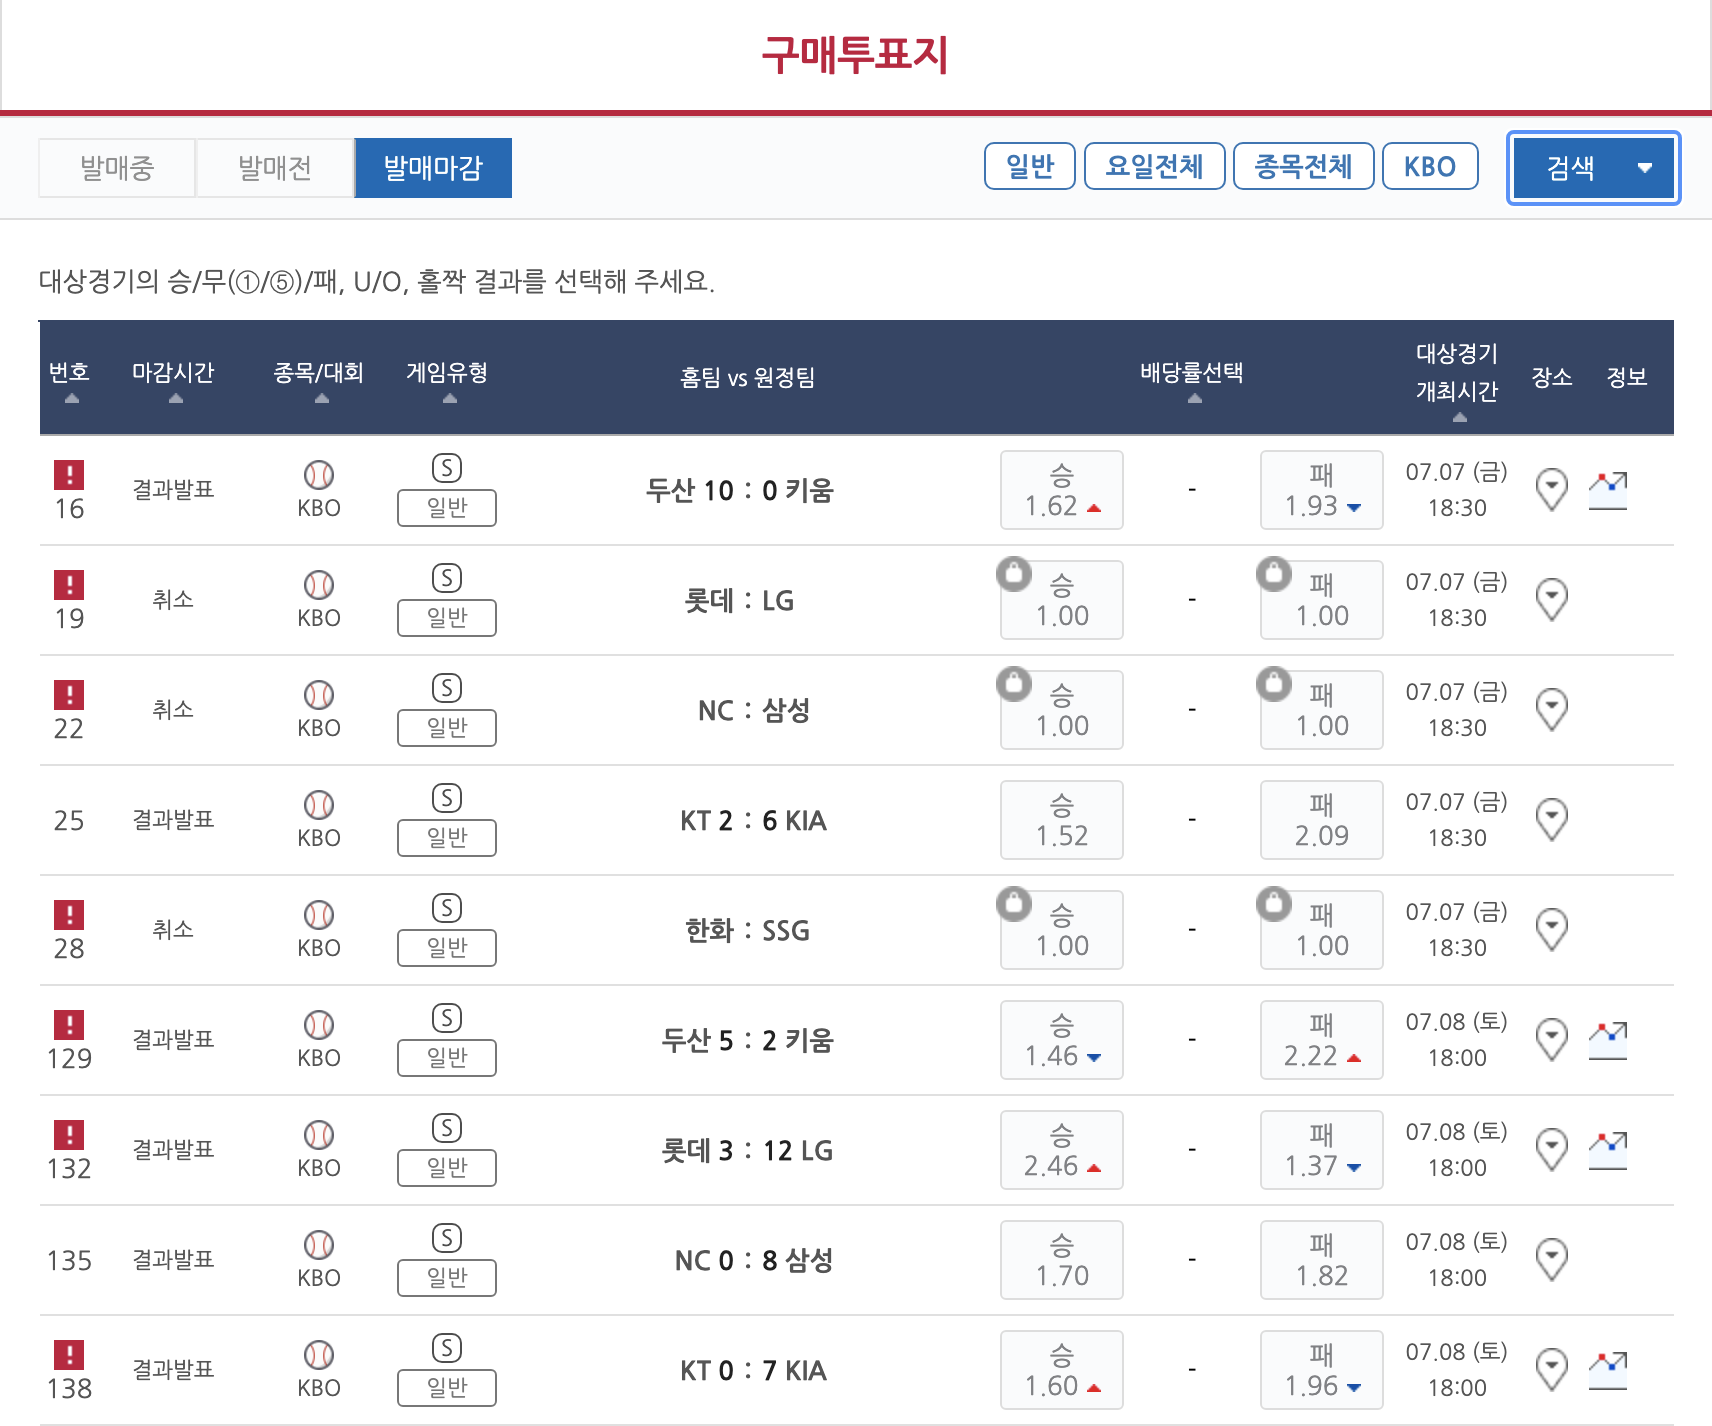 구매투표지
발매중 발매전 발매마감 일반 요일전체 종목전체 KBO 검색
대상경기의 승/무(①/⑤)/패, U/O, 홀짝 결과를 선택해 주세요.
번호 마감시간 종목/대회 게임유형 홈팀 vs 원정팀 배당률선택 대상경기 개최시간 장소 정보
! 16 결과발표 KBO S 일반 두산 10 : 0 키움 승 1.62 - 패 1.93 07.07 (금) 18:30
! 19 취소 KBO S 일반 롯데 : LG 승 1.00 - 패 1.00 07.07 (금) 18:30
! 22 취소 KBO S 일반 NC : 삼성 승 1.00 - 패 1.00 07.07 (금) 18:30
25 결과발표 KBO S 일반 KT 2 : 6 KIA 승 1.52 - 패 2.09 07.07 (금) 18:30
! 28 취소 KBO S 일반 한화 : SSG 승 1.00 - 패 1.00 07.07 (금) 18:30
! 129 결과발표 KBO S 일반 두산 5 : 2 키움 승 1.46 - 패 2.22 07.08 (토) 18:00
! 132 결과발표 KBO S 일반 롯데 3 : 12 LG 승 2.46 - 패 1.37 07.08 (토) 18:00
135 결과발표 KBO S 일반 NC 0 : 8 삼성 승 1.70 - 패 1.82 07.08 (토) 18:00
! 138 결과발표 KBO S 일반 KT 0 : 7 KIA 승 1.60 - 패 1.96 07.08 (토) 18:00